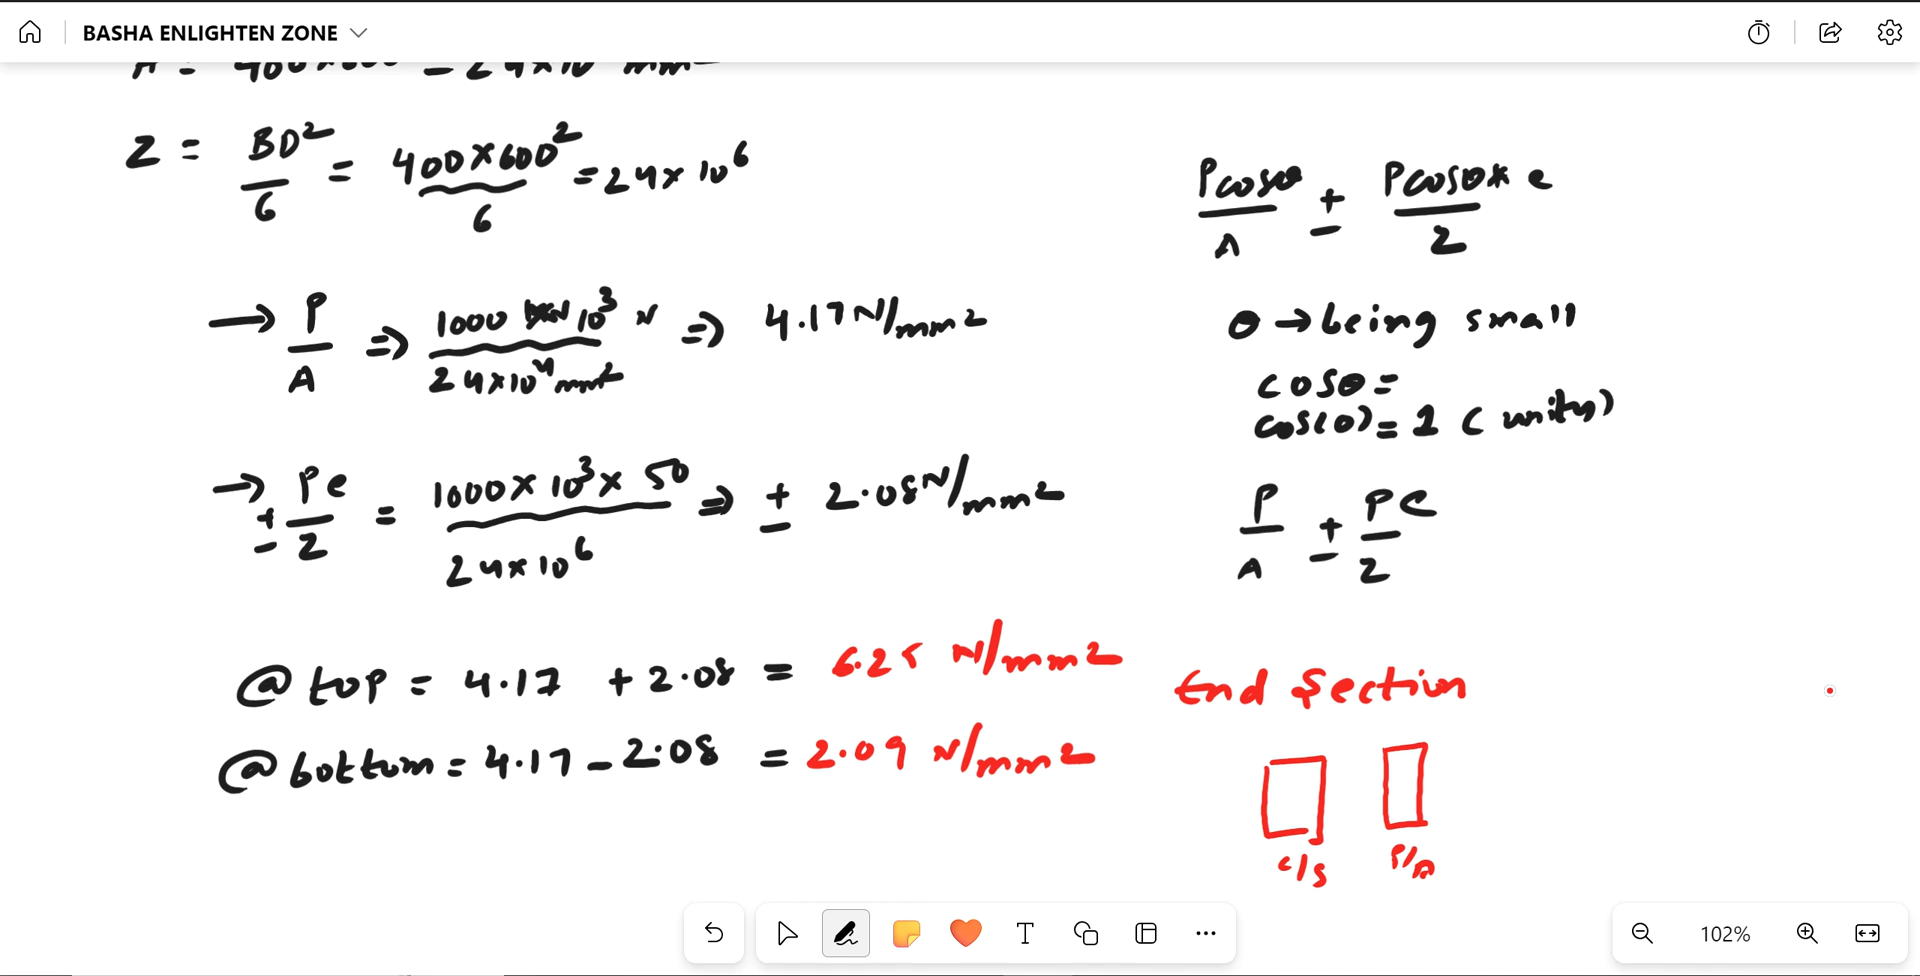 BASHA ENLIGHTEN ZONE
Z = BD² / 6 = 400×600² / 6 = 24×10⁶
→ P/A ⇒ 1000 10³ N / 24×10⁴ mm² ⇒ 4.17 N/mm²
→ ± Pe/Z = 1000×10³×50 / 24×10⁶ ⇒ ± 2.08 N/mm²
@ top = 4.17 + 2.08 = 6.25 N/mm²
@ bottom = 4.17 - 2.08 = 2.09 N/mm²
Pcosθ/A ± Pcosθ*e/Z
θ → being small
cosθ =
cos(0) = 1 (unity)
P/A ± Pe/Z
End Section
C/S P/A
102%